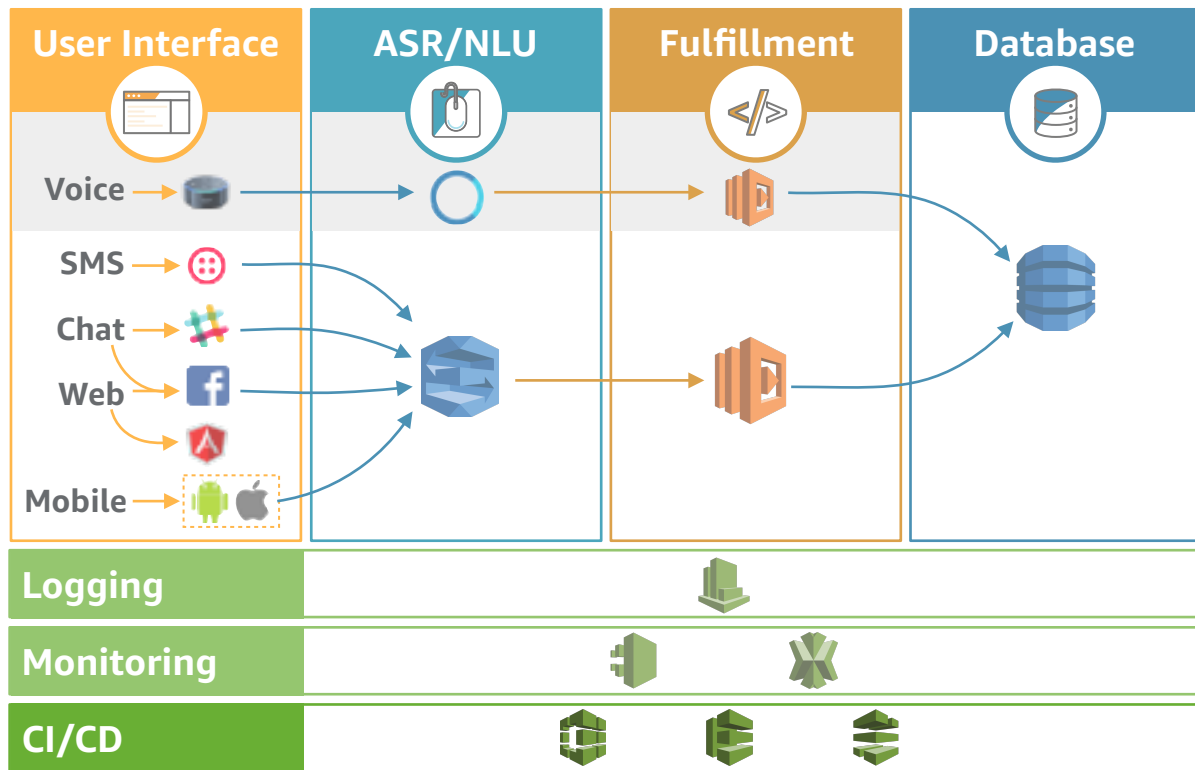 User Interface
ASR/NLU
Fulfillment
Database
</>
Voice
SMS
Chat
Web
Mobile
Logging
Monitoring
CI/CD